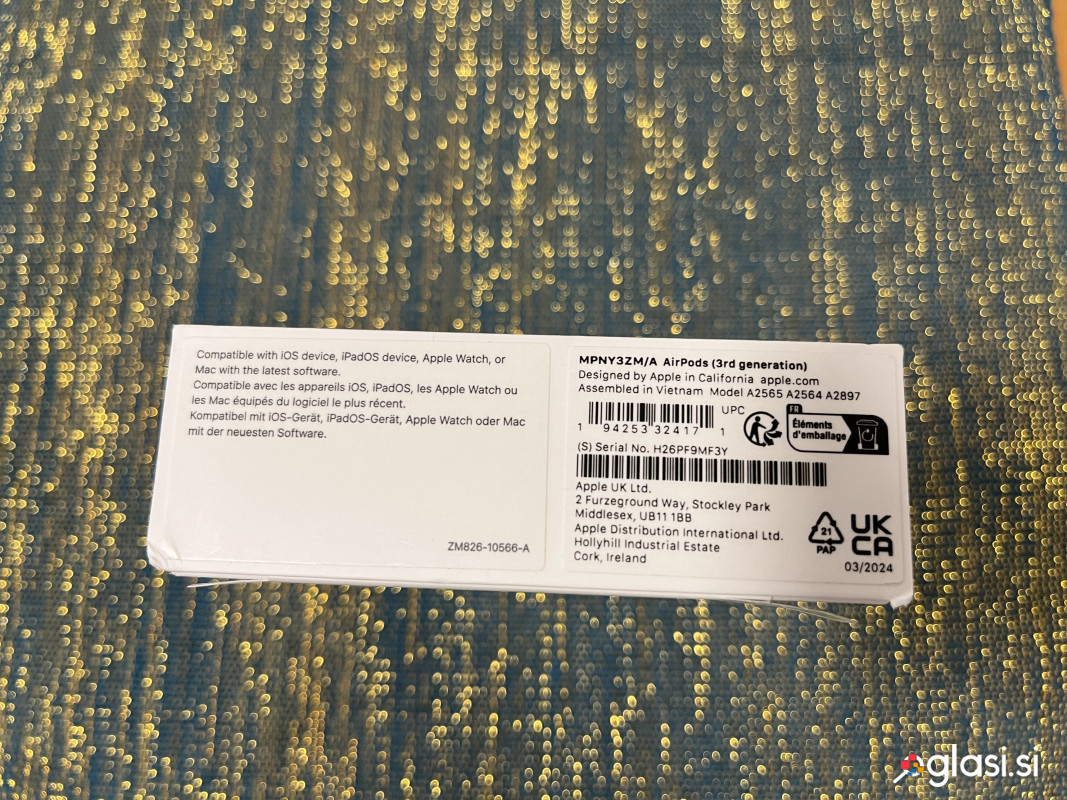 Compatible with iOS device, iPadOS device, Apple Watch, or
Mac with the latest software.
Compatible avec les appareils iOS, iPadOS, les Apple Watch ou
les Mac équipés du logiciel le plus récent.
Kompatibel mit iOS-Gerät, iPadOS-Gerät, Apple Watch oder Mac
mit der neuesten Software.
ZM826-10566-A
MPNY3ZM/A AirPods (3rd generation)
Designed by Apple in California apple.com
Assembled in Vietnam Model A2565 A2564 A2897
UPC
1 94253 32417 1
FR
Éléments
d'emballage
(S) Serial No. H26PF9MF3Y
Apple UK Ltd.
2 Furzeground Way, Stockley Park
Middlesex, UB11 1BB
Apple Distribution International Ltd.
Hollyhill Industrial Estate
Cork, Ireland
21
PAP
UK
CA
03/2024
oglasi.si